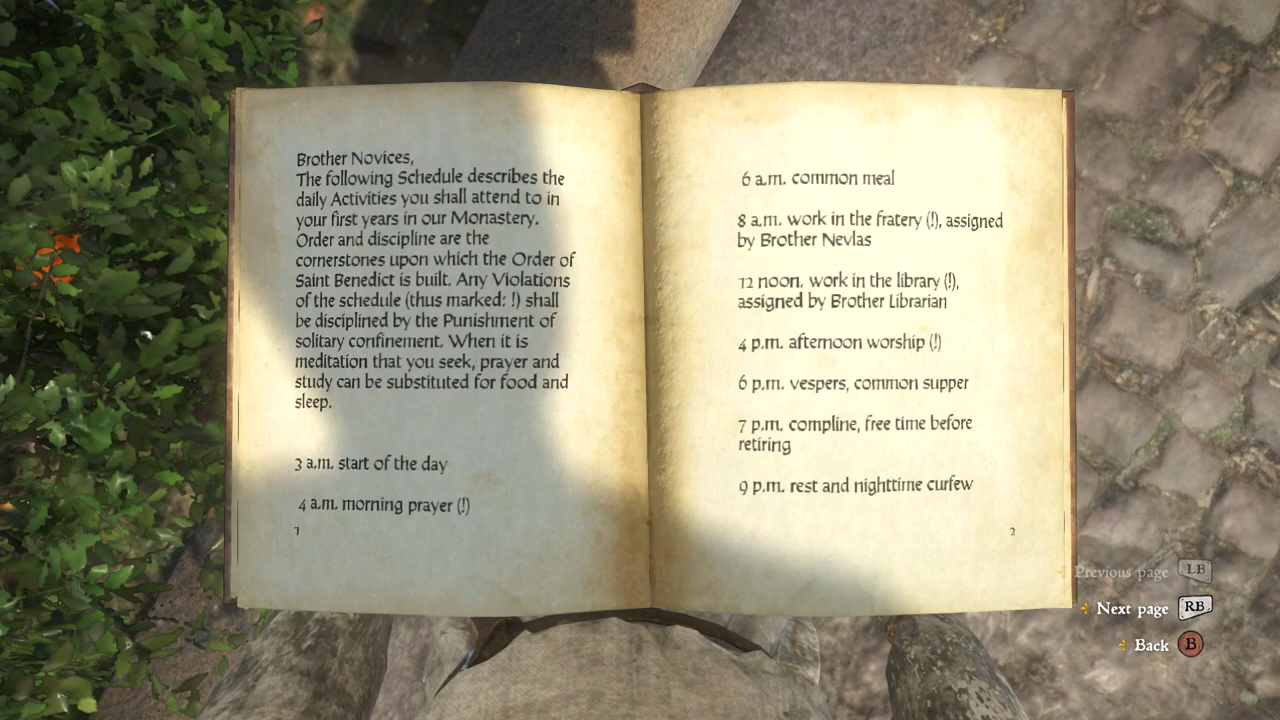 Brother Novices,
The following Schedule describes the
daily Activities you shall attend to in
your first years in our Monastery.
Order and discipline are the
cornerstones upon which the Order of
Saint Benedict is built. Any Violations
of the schedule (thus marked: !) shall
be disciplined by the Punishment of
solitary confinement. When it is
meditation that you seek, prayer and
study can be substituted for food and
sleep.
3 a.m. start of the day
4 a.m. morning prayer (!)
1
6 a.m. common meal
8 a.m. work in the fratery (!), assigned
by Brother Nevlas
12 noon. work in the library (!),
assigned by Brother Librarian
4 p.m. afternoon worship (!)
6 p.m. vespers, common supper
7 p.m. compline, free time before
retiring
9 p.m. rest and nighttime curfew
2
Previous page LB
Next page RB
Back B